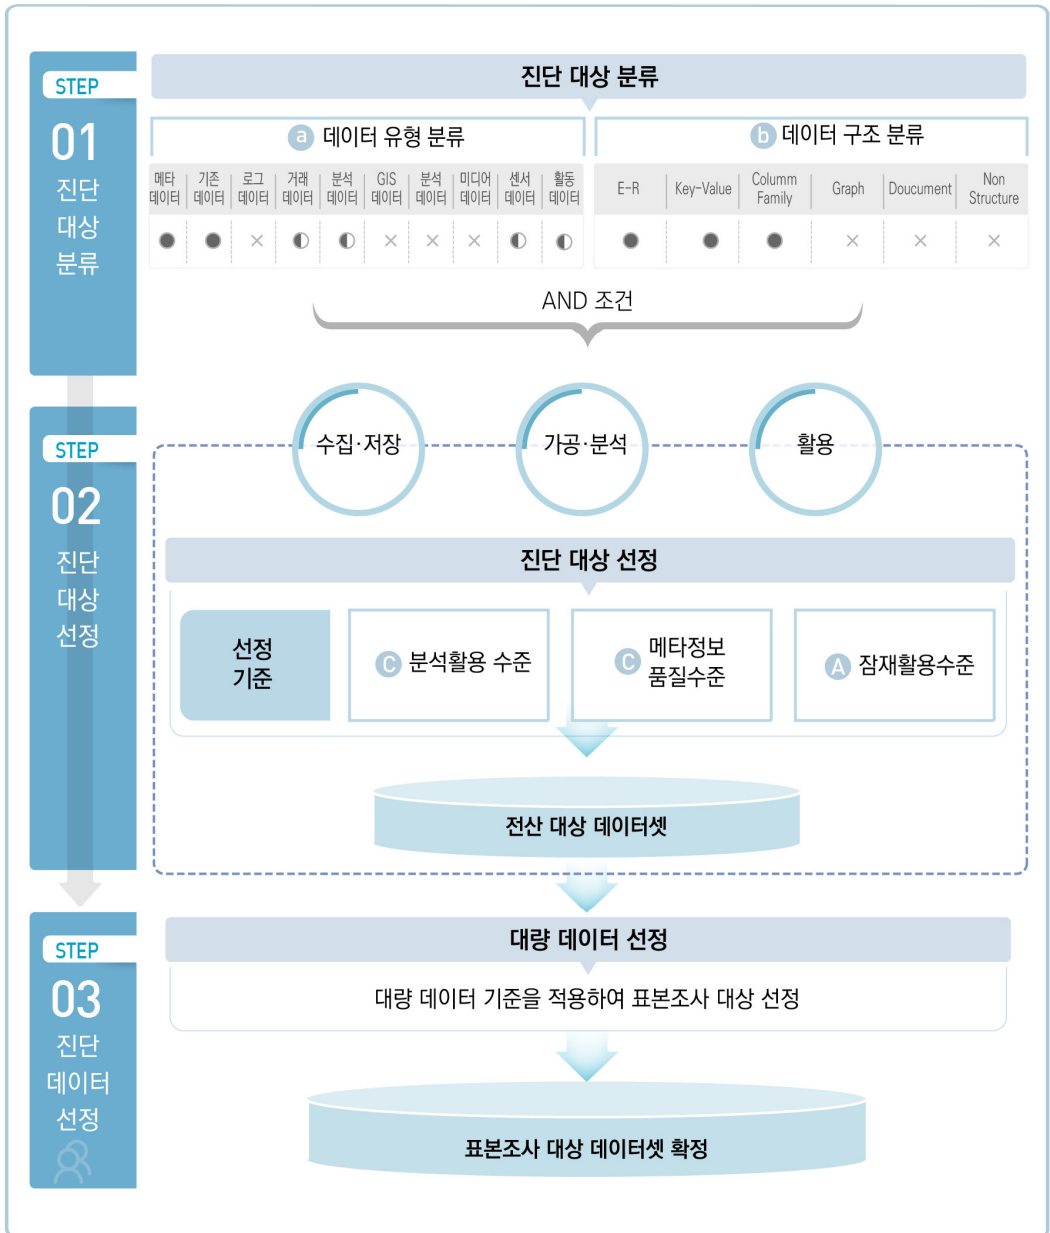 STEP
01
진단
대상
분류
진단 대상 분류
a 데이터 유형 분류
b 데이터 구조 분류
메타 데이터
기존 데이터
로그 데이터
거래 데이터
분석 데이터
GIS 데이터
분석 데이터
미디어 데이터
센서 데이터
활동 데이터
E-R
Key-Value
Columm Family
Graph
Doucument
Non Structure
AND 조건
STEP
02
진단
대상
선정
수집·저장
가공·분석
활용
진단 대상 선정
선정
기준
C 분석활용 수준
C 메타정보
품질수준
A 잠재활용수준
전산 대상 데이터셋
STEP
03
진단
데이터
선정
대량 데이터 선정
대량 데이터 기준을 적용하여 표본조사 대상 선정
표본조사 대상 데이터셋 확정